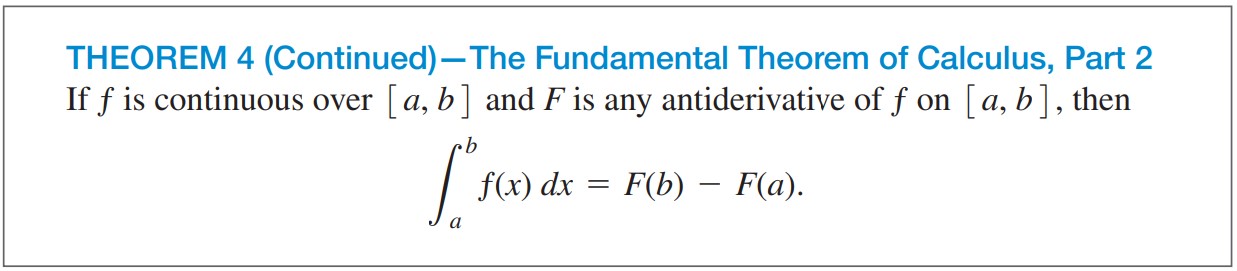 THEOREM 4 (Continued)—The Fundamental Theorem of Calculus, Part 2
If f is continuous over [a, b] and F is any antiderivative of f on [a, b], then
∫ₐᵇ f(x) dx = F(b) − F(a).